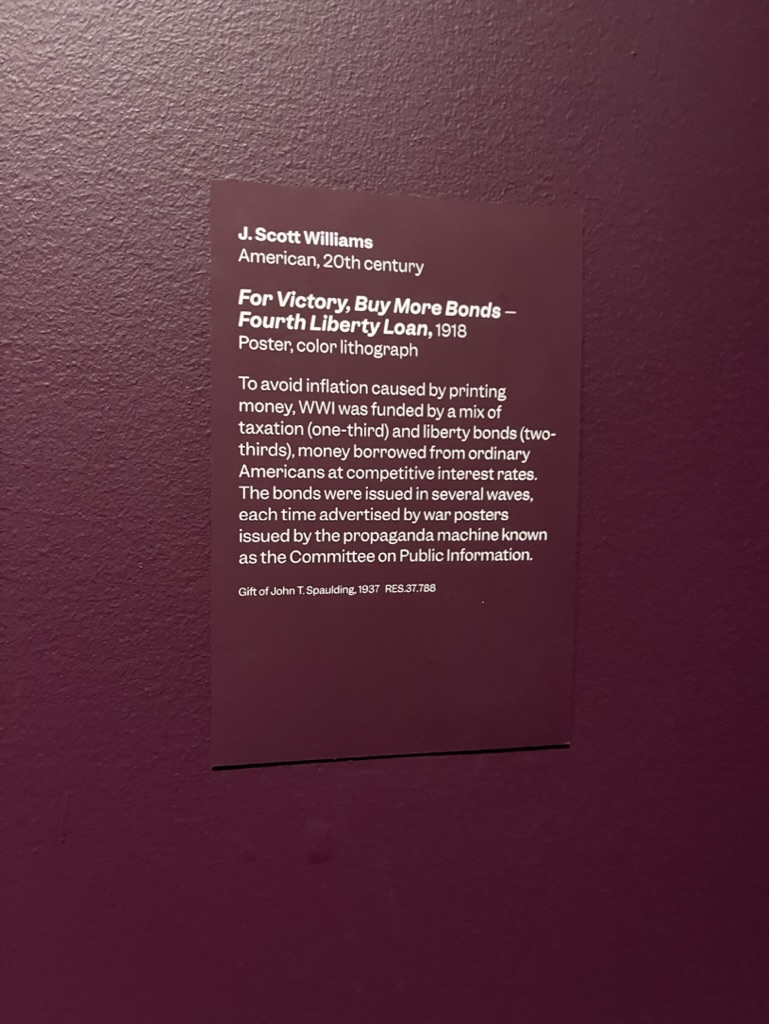 J. Scott Williams
American, 20th century
For Victory, Buy More Bonds –
Fourth Liberty Loan, 1918
Poster, color lithograph
To avoid inflation caused by printing
money, WWI was funded by a mix of
taxation (one-third) and liberty bonds (two-
thirds), money borrowed from ordinary
Americans at competitive interest rates.
The bonds were issued in several waves,
each time advertised by war posters
issued by the propaganda machine known
as the Committee on Public Information.
Gift of John T. Spaulding, 1937 RES.37.788